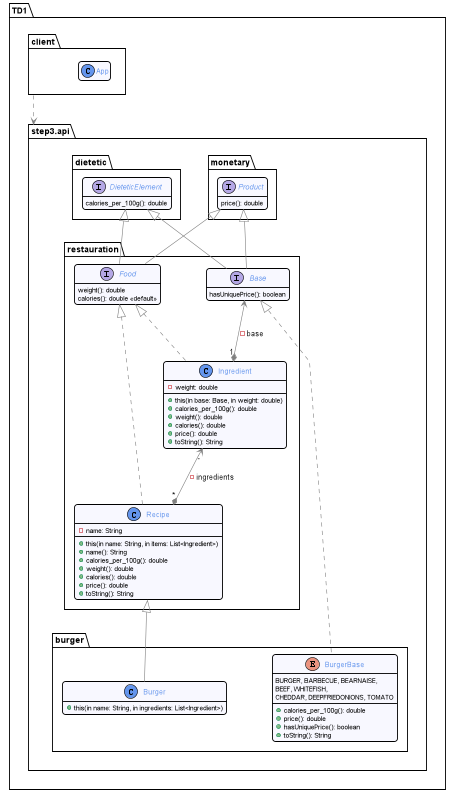 TD1
client
C App
step3.api
dietetic
monetary
I DieteticElement
calories_per_100g(): double
I Product
price(): double
restauration
I Food
weight(): double
calories(): double «default»
I Base
hasUniquePrice(): boolean
base
1
C Ingredient
weight: double
this(in base: Base, in weight: double)
calories_per_100g(): double
weight(): double
calories(): double
price(): double
toString(): String
ingredients
*
C Recipe
name: String
this(in name: String, in items: List<Ingredient>)
name(): String
calories_per_100g(): double
weight(): double
calories(): double
price(): double
toString(): String
burger
C Burger
this(in name: String, in ingredients: List<Ingredient>)
E BurgerBase
BURGER, BARBECUE, BEARNAISE,
BEEF, WHITEFISH,
CHEDDAR, DEEPFRIEDONIONS, TOMATO
calories_per_100g(): double
price(): double
hasUniquePrice(): boolean
toString(): String